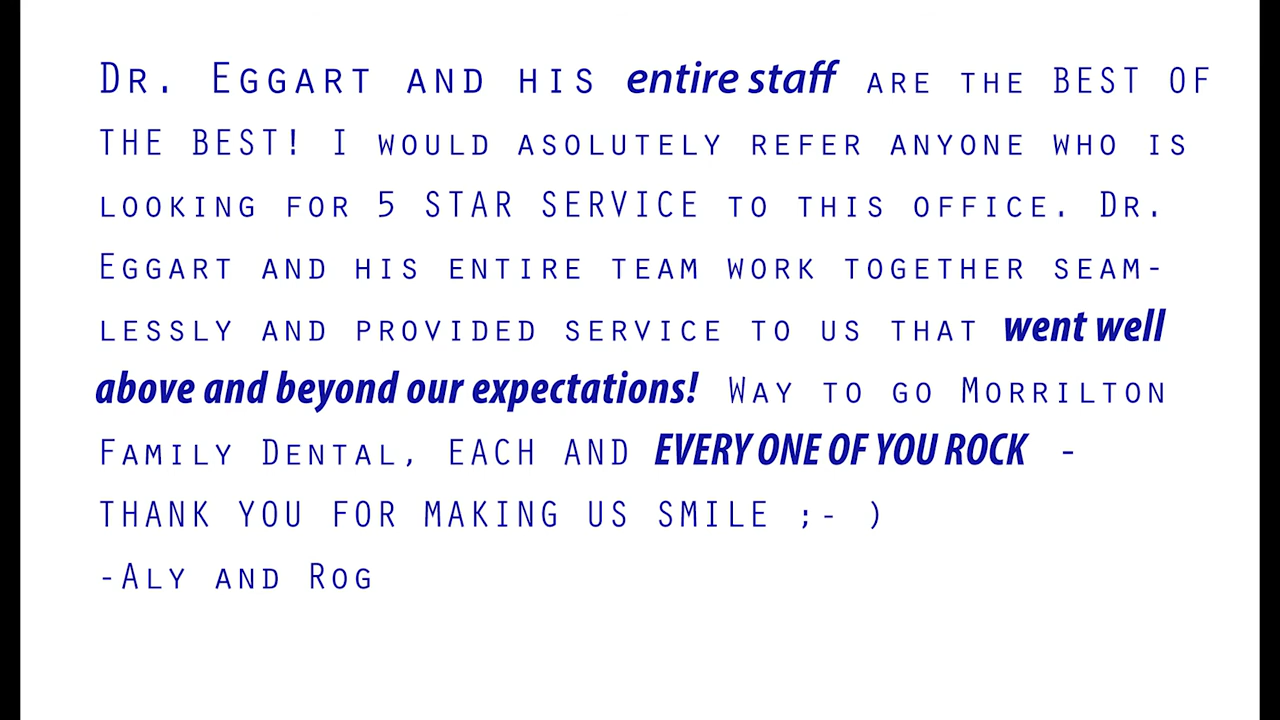 Dr. Eggart and his entire staff are the BEST OF
THE BEST! I would asolutely refer anyone who is
looking for 5 STAR SERVICE to this office. Dr.
Eggart and his entire team work together seam-
lessly and provided service to us that went well
above and beyond our expectations! Way to go Morrilton
Family Dental, EACH AND EVERY ONE OF YOU ROCK -
THANK YOU FOR MAKING US SMILE ;- )
-Aly and Rog